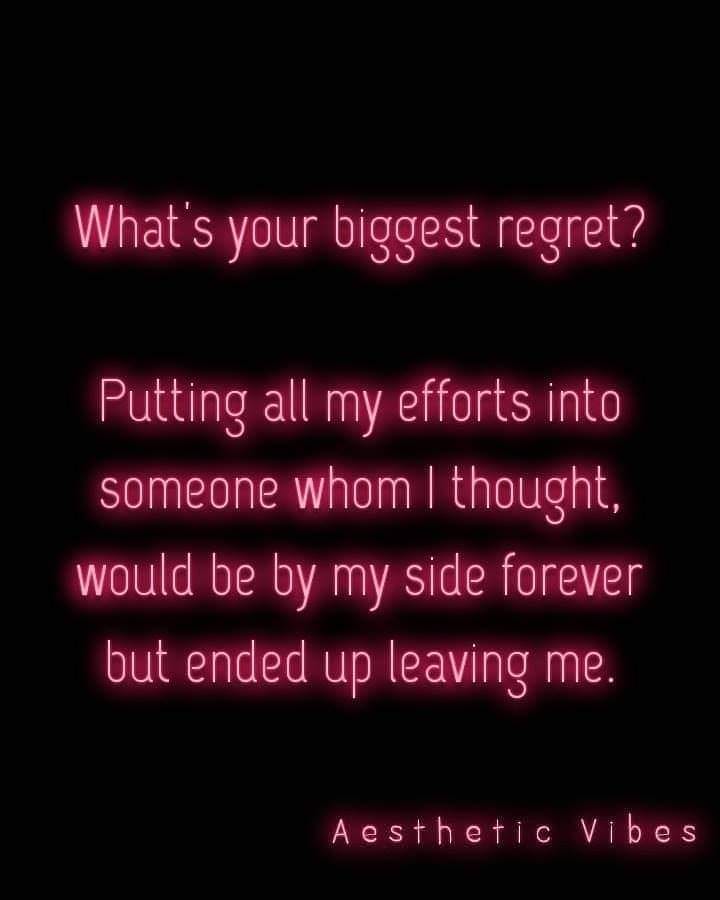 What's your biggest regret?
Putting all my efforts into
someone whom I thought,
would be by my side forever
but ended up leaving me.
Aesthetic Vibes